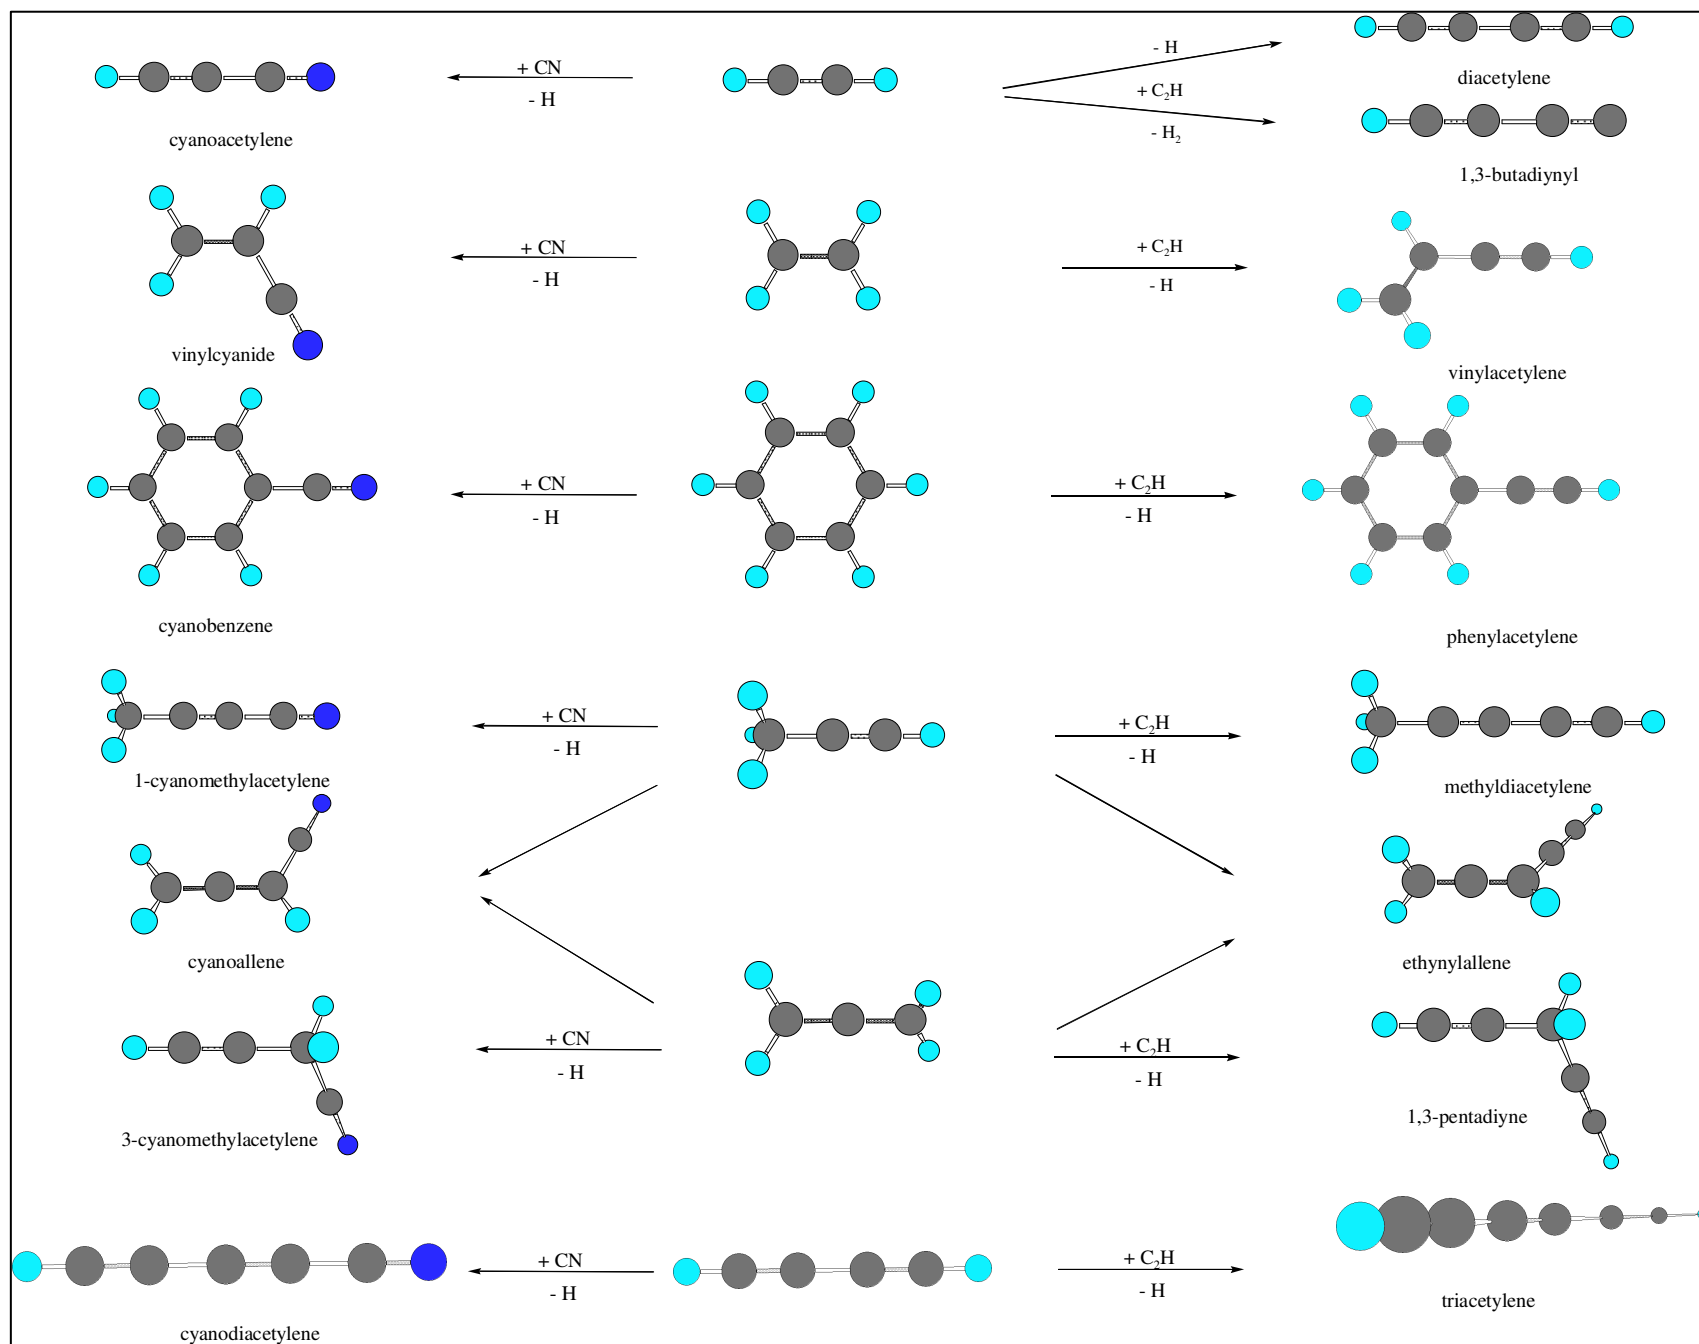 + CN
- H
cyanoacetylene
- H
+ C₂H
- H₂
diacetylene
1,3-butadiynyl
+ CN
- H
vinylcyanide
+ C₂H
- H
vinylacetylene
+ CN
- H
cyanobenzene
+ C₂H
- H
phenylacetylene
+ CN
- H
1-cyanomethylacetylene
+ C₂H
- H
methyldiacetylene
cyanoallene
ethynylallene
+ CN
- H
3-cyanomethylacetylene
+ C₂H
- H
1,3-pentadiyne
+ CN
- H
cyanodiacetylene
+ C₂H
- H
triacetylene